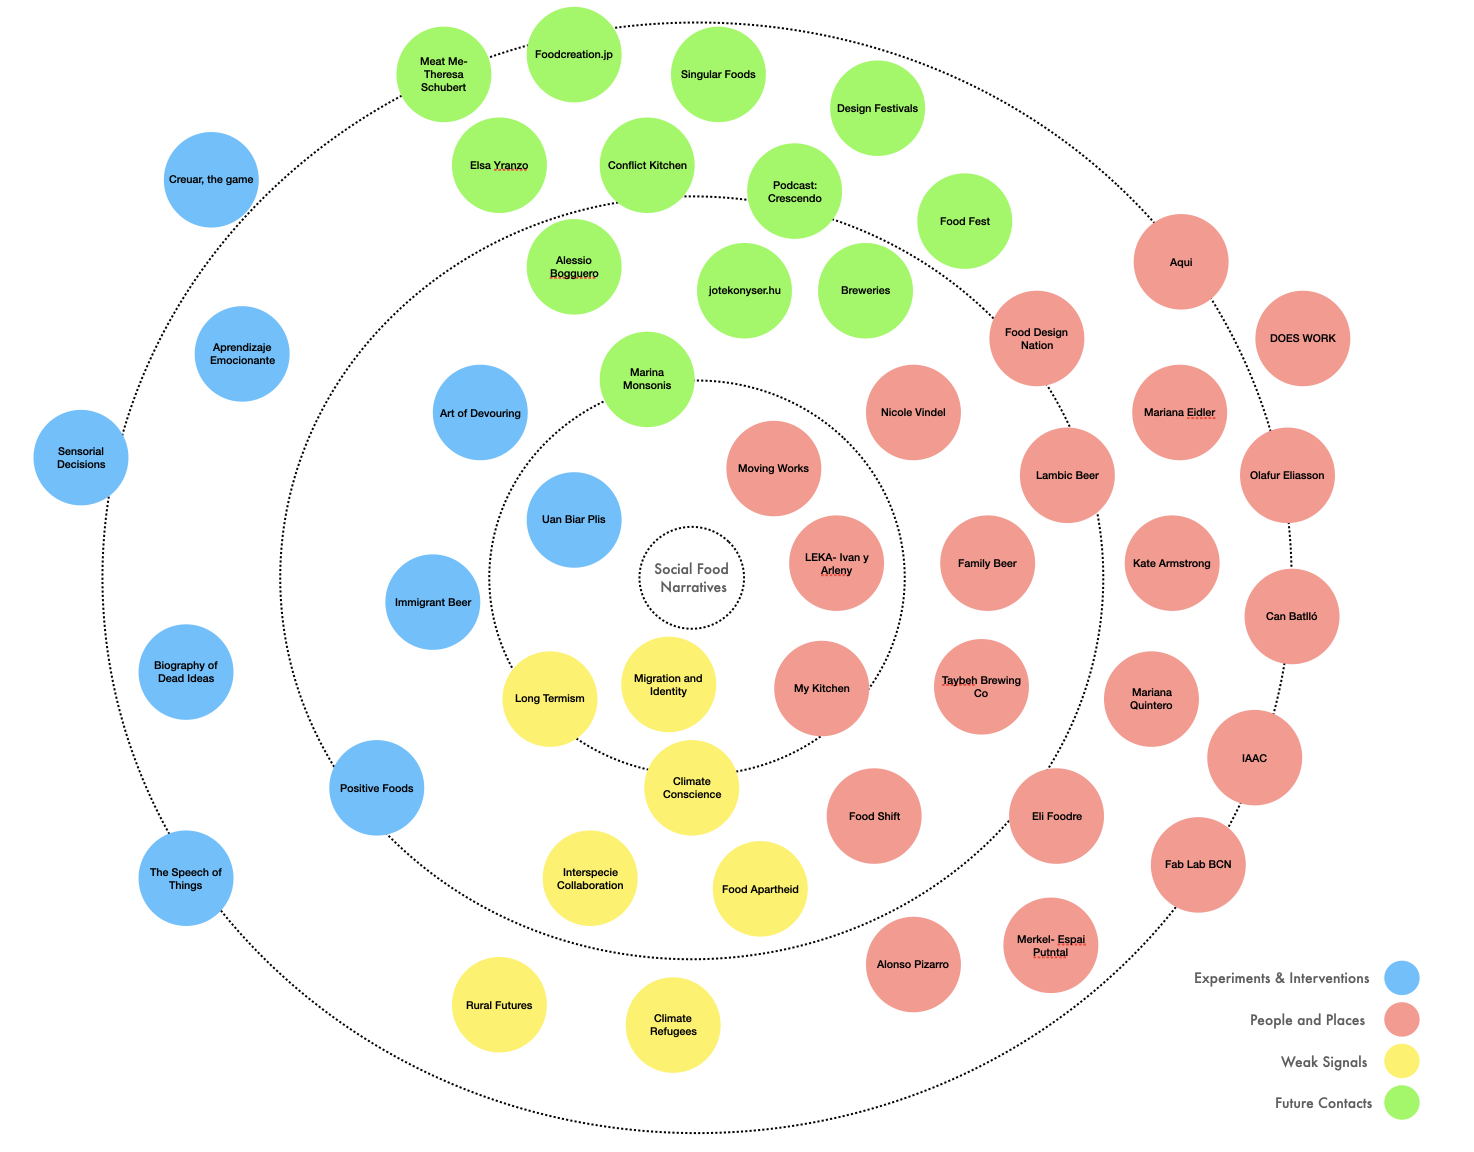 Meat Me-
Theresa
Schubert
Foodcreation.jp
Singular Foods
Design Festivals
Creuar, the game
Elsa Yranzo
Conflict Kitchen
Podcast:
Crescendo
Food Fest
Alessio
Bogguero
jotekonyser.hu
Breweries
Aqui
Food Design
Nation
DOES WORK
Aprendizaje
Emocionante
Marina
Monsonis
Art of Devouring
Nicole Vindel
Mariana Eidler
Sensorial
Decisions
Moving Works
Lambic Beer
Olafur Eliasson
Uan Biar Plis
Social Food
Narratives
LEKA- Ivan y
Arleny
Family Beer
Kate Armstrong
Immigrant Beer
Can Batlló
Biography of
Dead Ideas
Long Termism
Migration and
Identity
My Kitchen
Taybeh Brewing
Co
Mariana
Quintero
IAAC
Positive Foods
Climate
Conscience
Food Shift
Eli Foodre
Fab Lab BCN
The Speech of
Things
Interspecie
Collaboration
Food Apartheid
Alonso Pizarro
Merkel- Espai
Putntal
Rural Futures
Climate
Refugees
Experiments & Interventions
People and Places
Weak Signals
Future Contacts